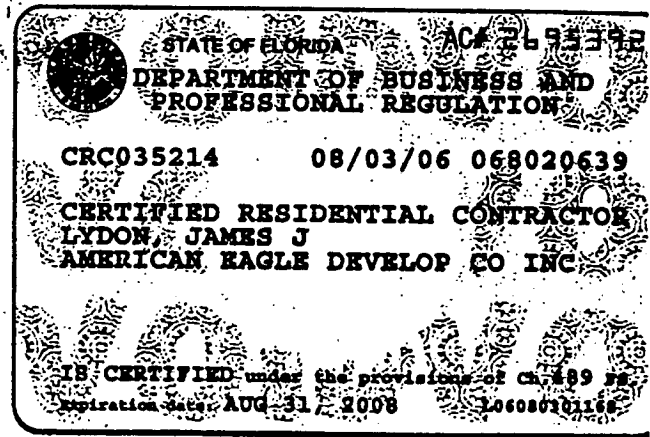 STATE OF FLORIDA AC# 2695392
DEPARTMENT OF BUSINESS AND
PROFESSIONAL REGULATION
CRC035214 08/03/06 068020639
CERTIFIED RESIDENTIAL CONTRACTOR
LYDON, JAMES J
AMERICAN EAGLE DEVELOP CO INC
IS CERTIFIED under the provisions of Ch. 489 FS
Expiration date: AUG 31, 2008 L06080301168